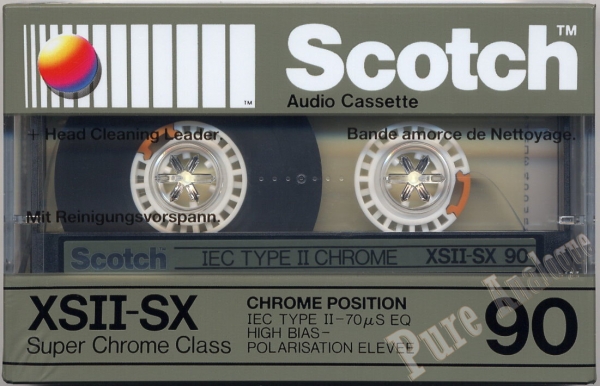 Scotch™
™
Audio Cassette
+ Head Cleaning Leader.
Bande amorce de Nettoyage.
Mit Reinigungsvorspann.
Scotch IEC TYPE II CHROME XSII-SX 90
XSII-SX
Super Chrome Class
CHROME POSITION
IEC TYPE II-70μS EQ
HIGH BIAS-
POLARISATION ELEVEE
90
Pure Analogue